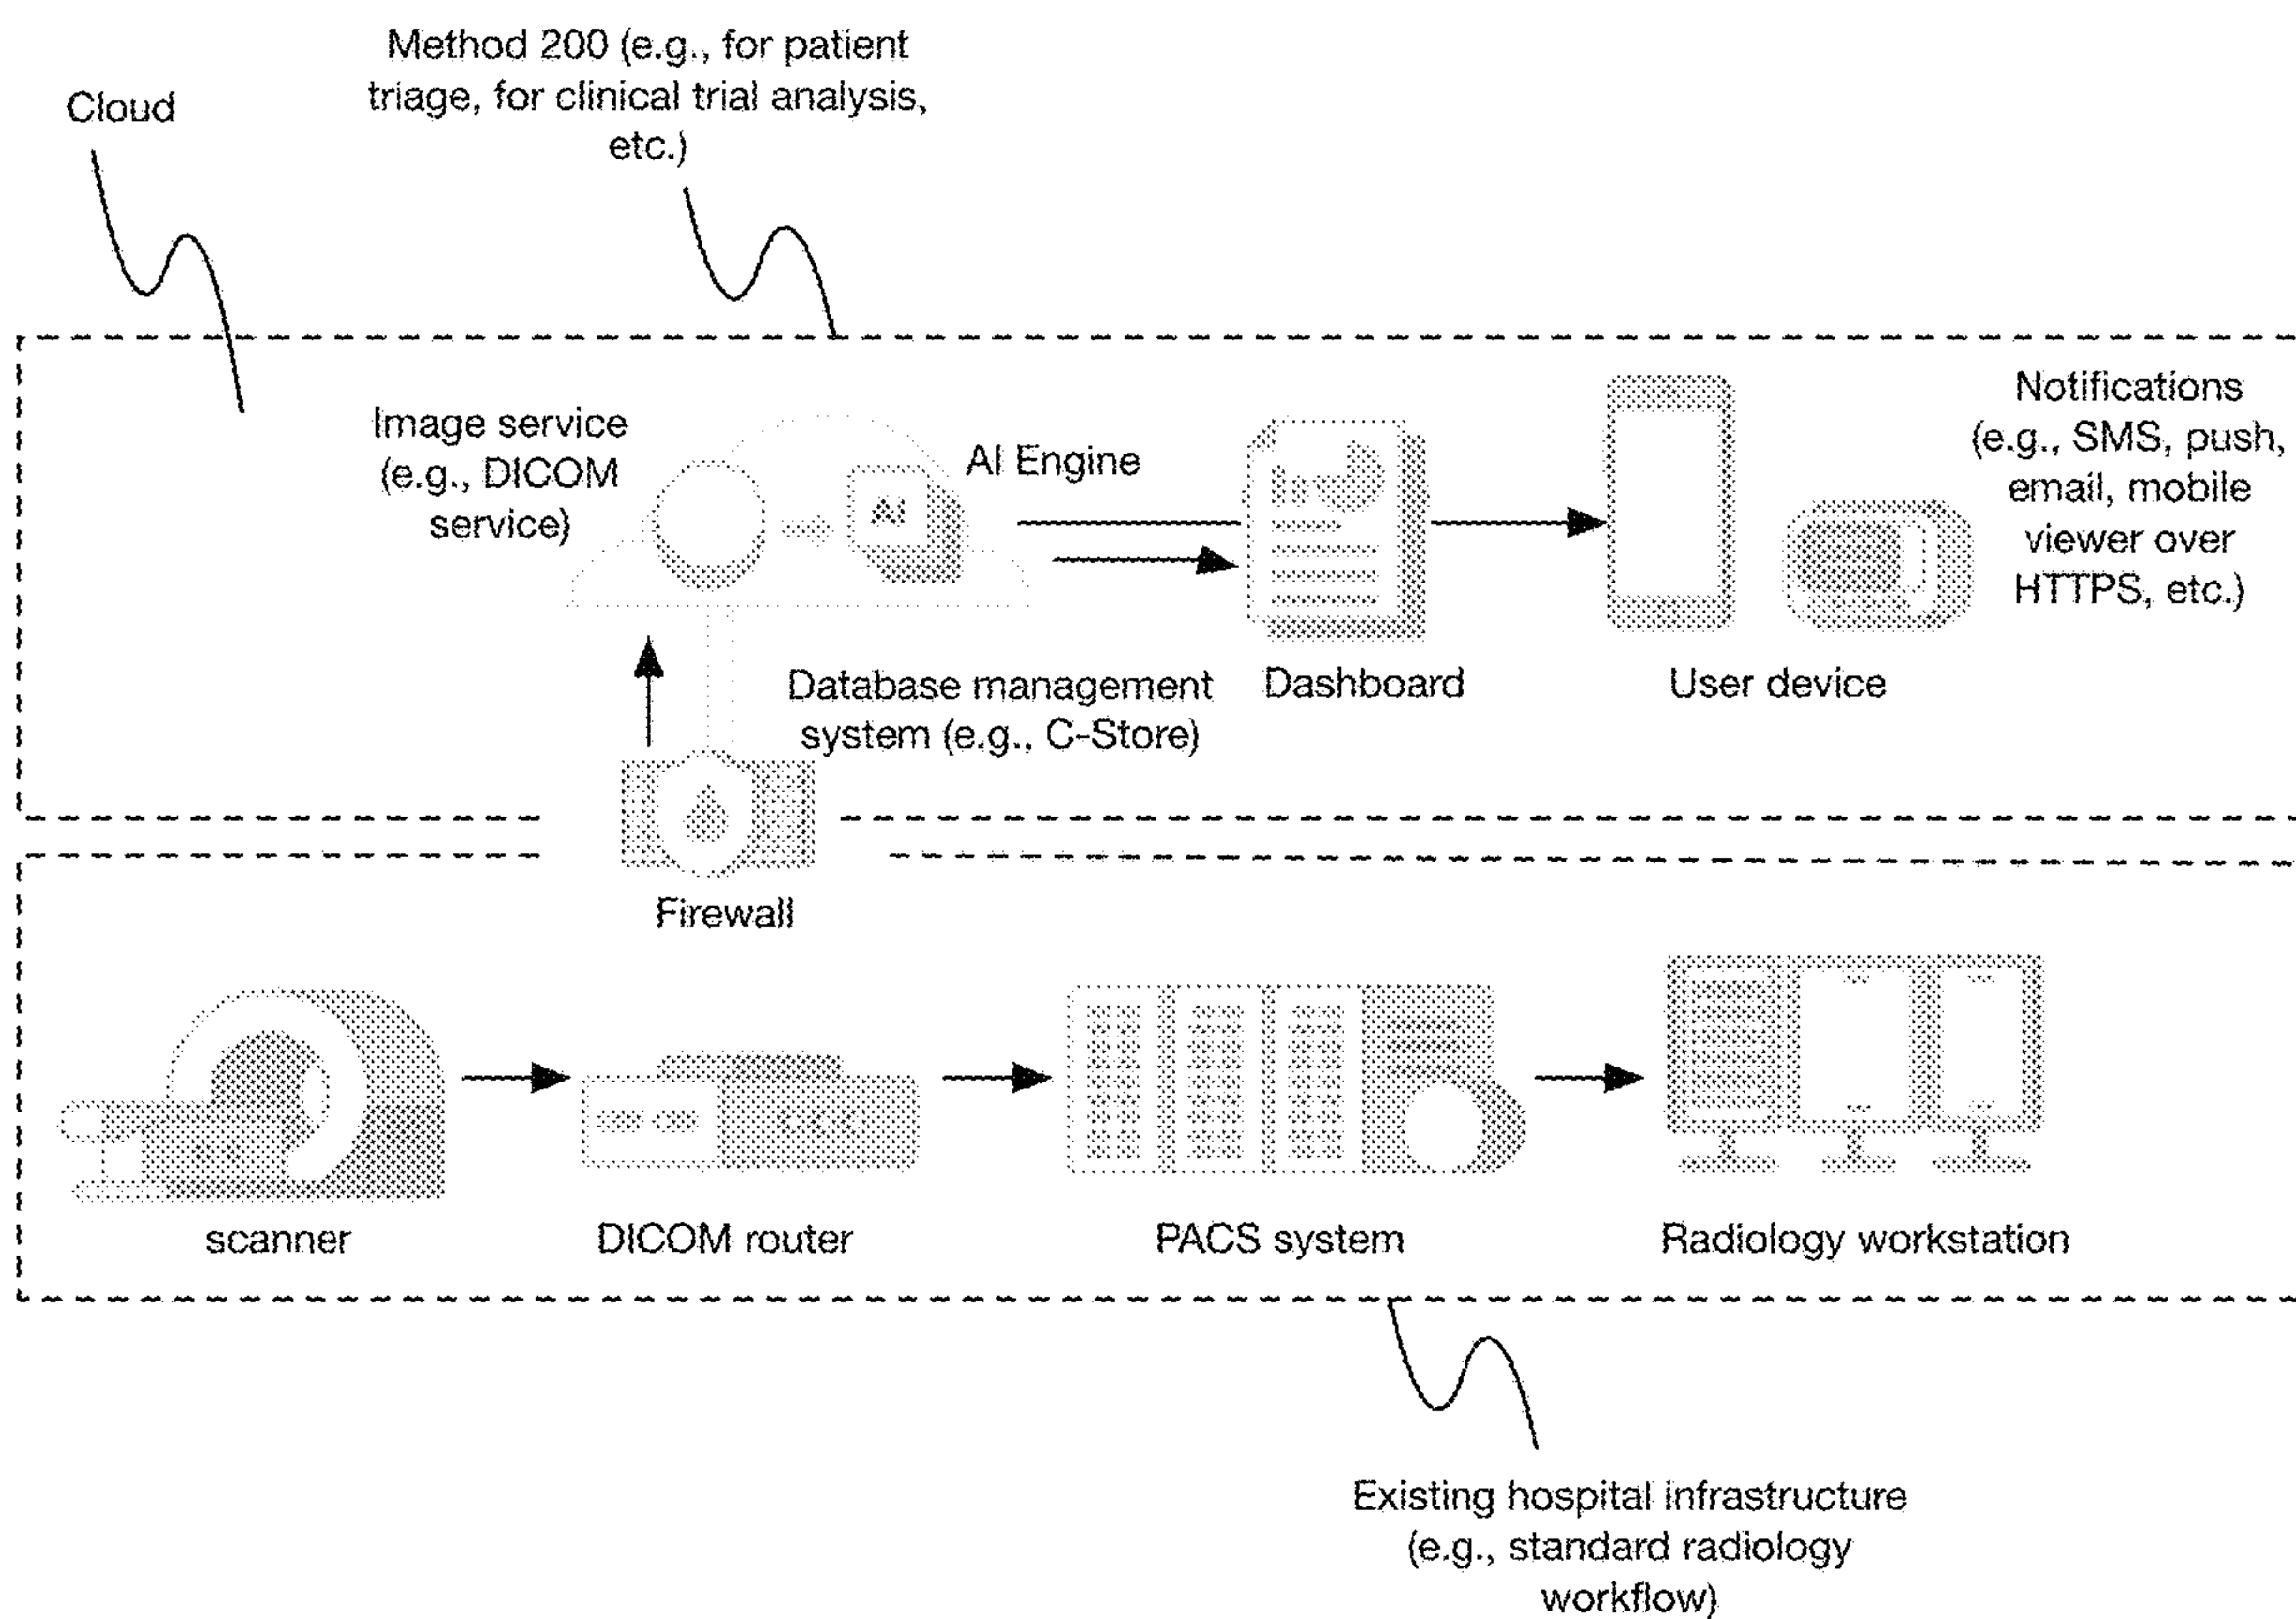 Cloud
Method 200 (e.g., for patient
triage, for clinical trial analysis,
etc.)
Image service
(e.g., DICOM
service)
AI
AI Engine
Notifications
(e.g., SMS, push,
email, mobile
viewer over
HTTPS, etc.)
Database management
system (e.g., C-Store)
Dashboard
User device
Firewall
scanner
DICOM router
PACS system
Radiology workstation
Existing hospital infrastructure
(e.g., standard radiology
workflow)